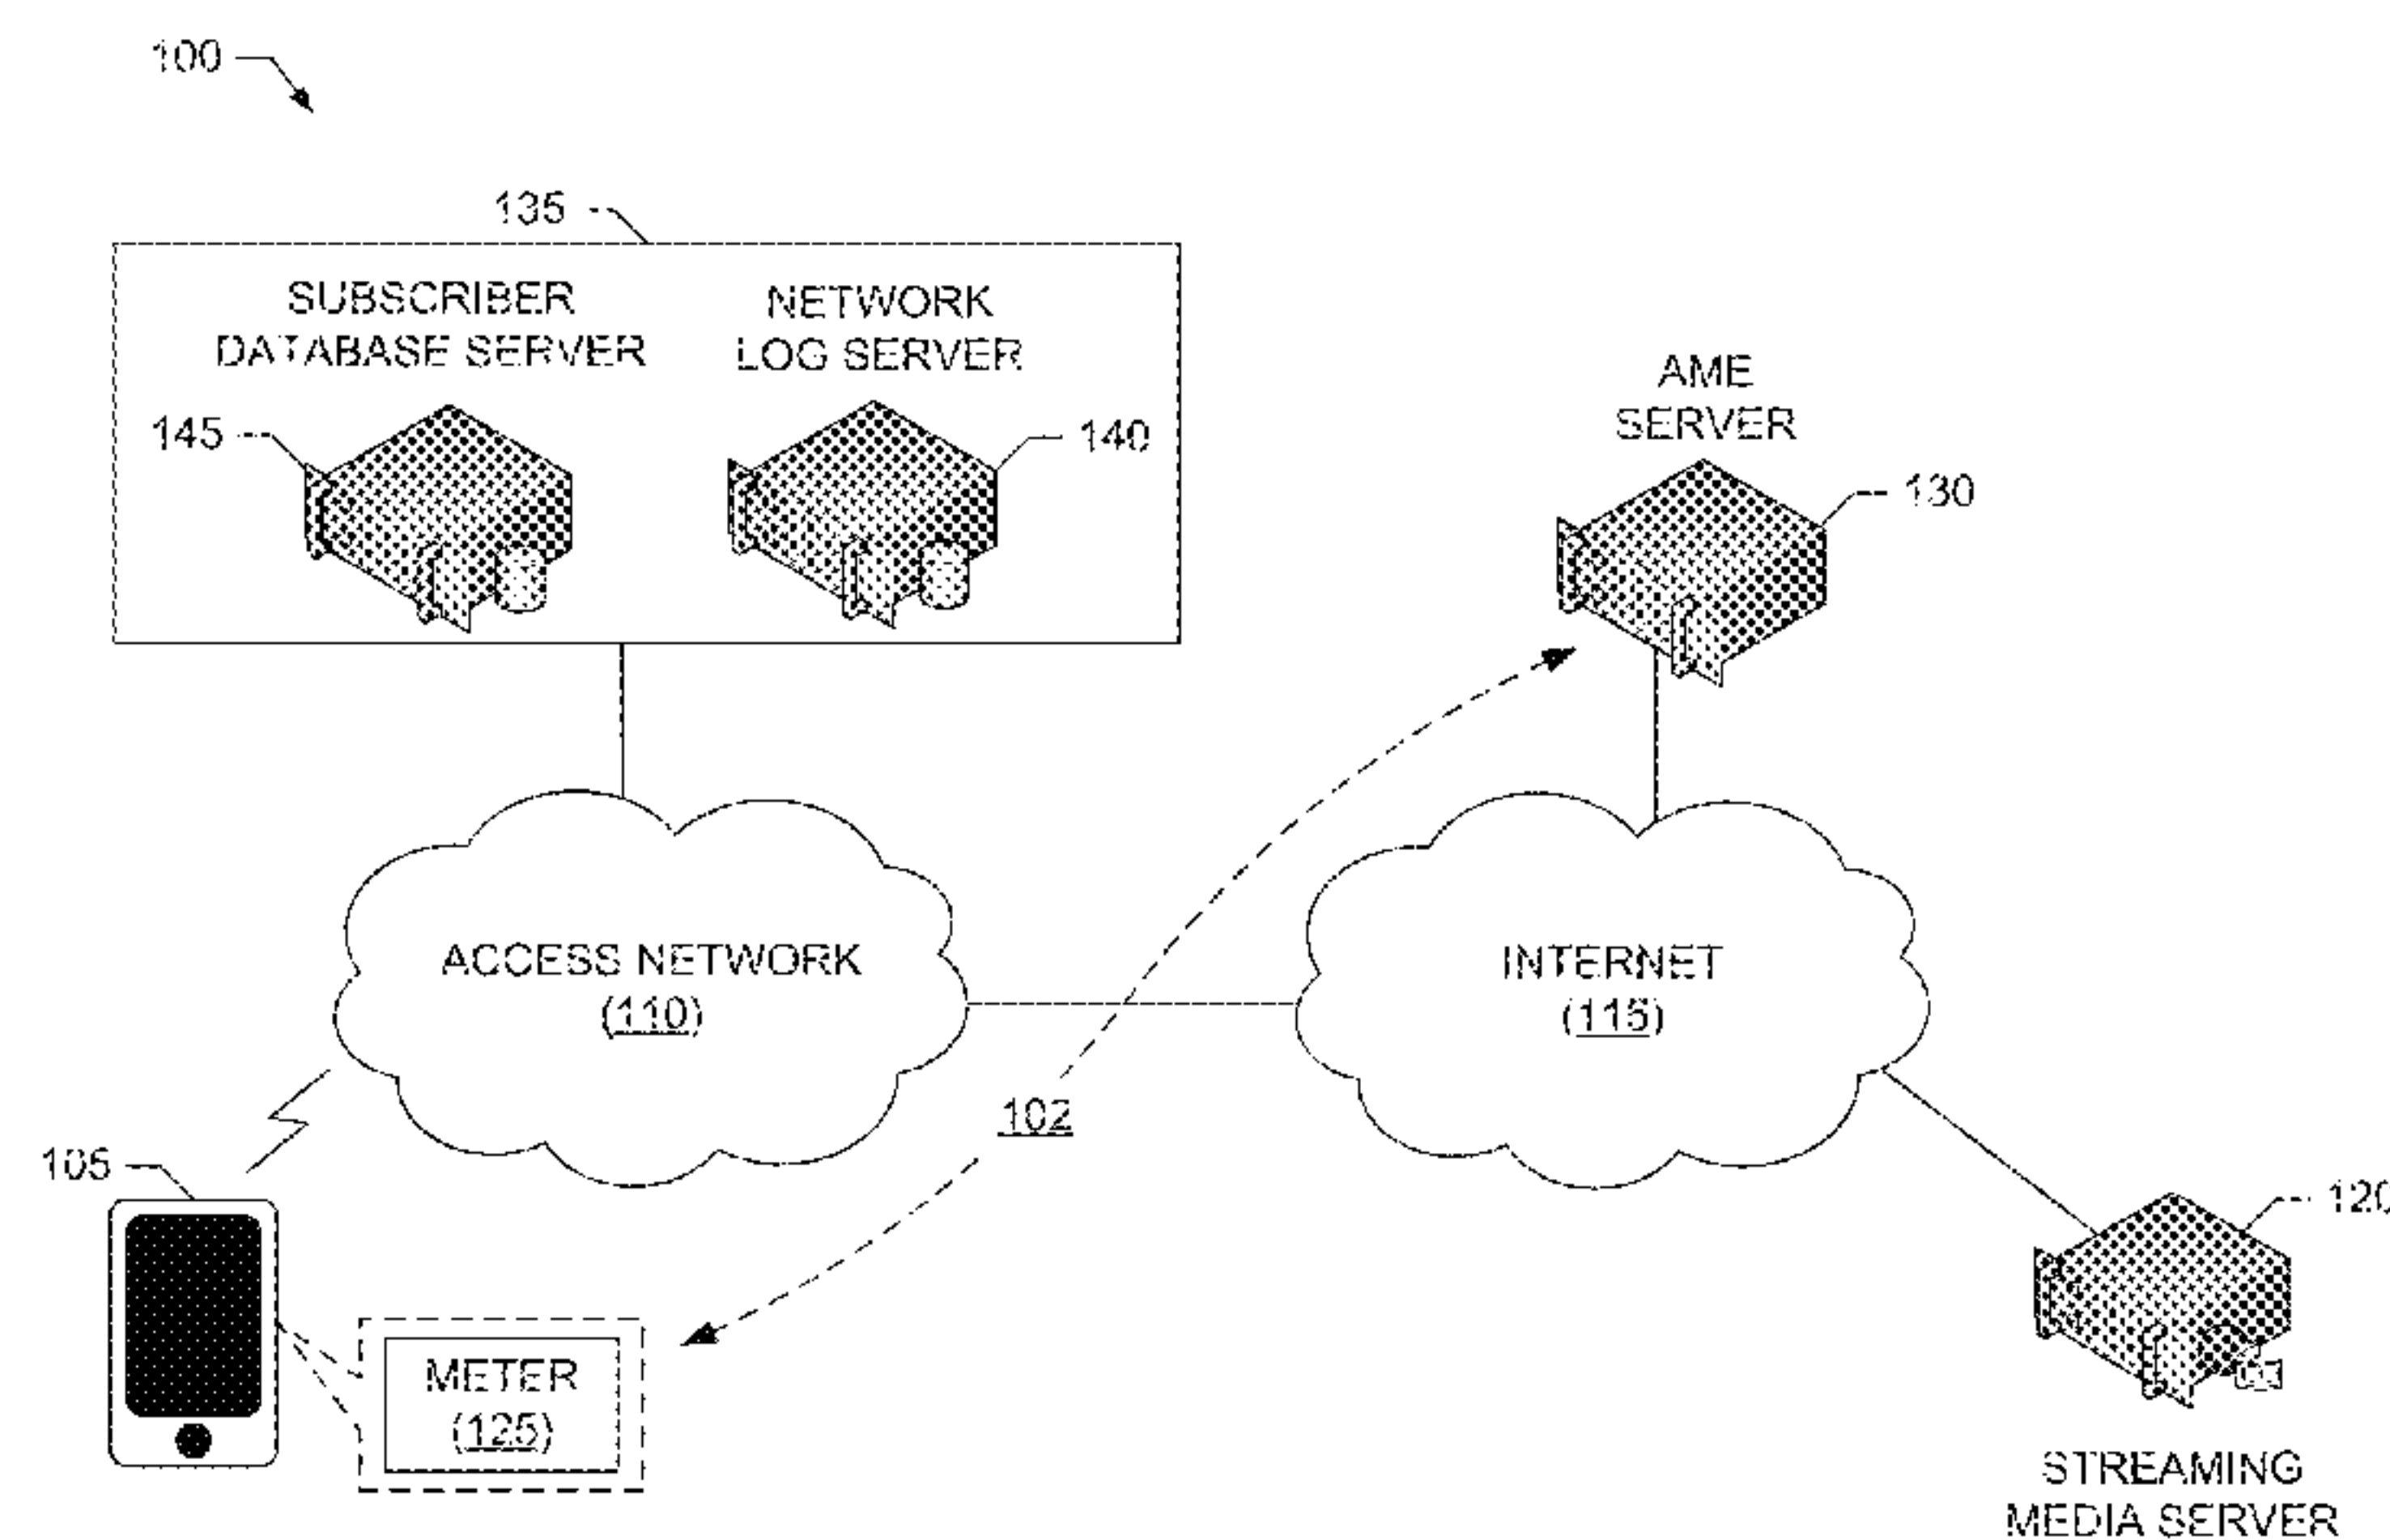 100
135
SUBSCRIBER
DATABASE SERVER
NETWORK
LOG SERVER
145
140
AME
SERVER
130
ACCESS NETWORK
(110)
INTERNET
(115)
102
105
METER
(125)
120
STREAMING
MEDIA SERVER